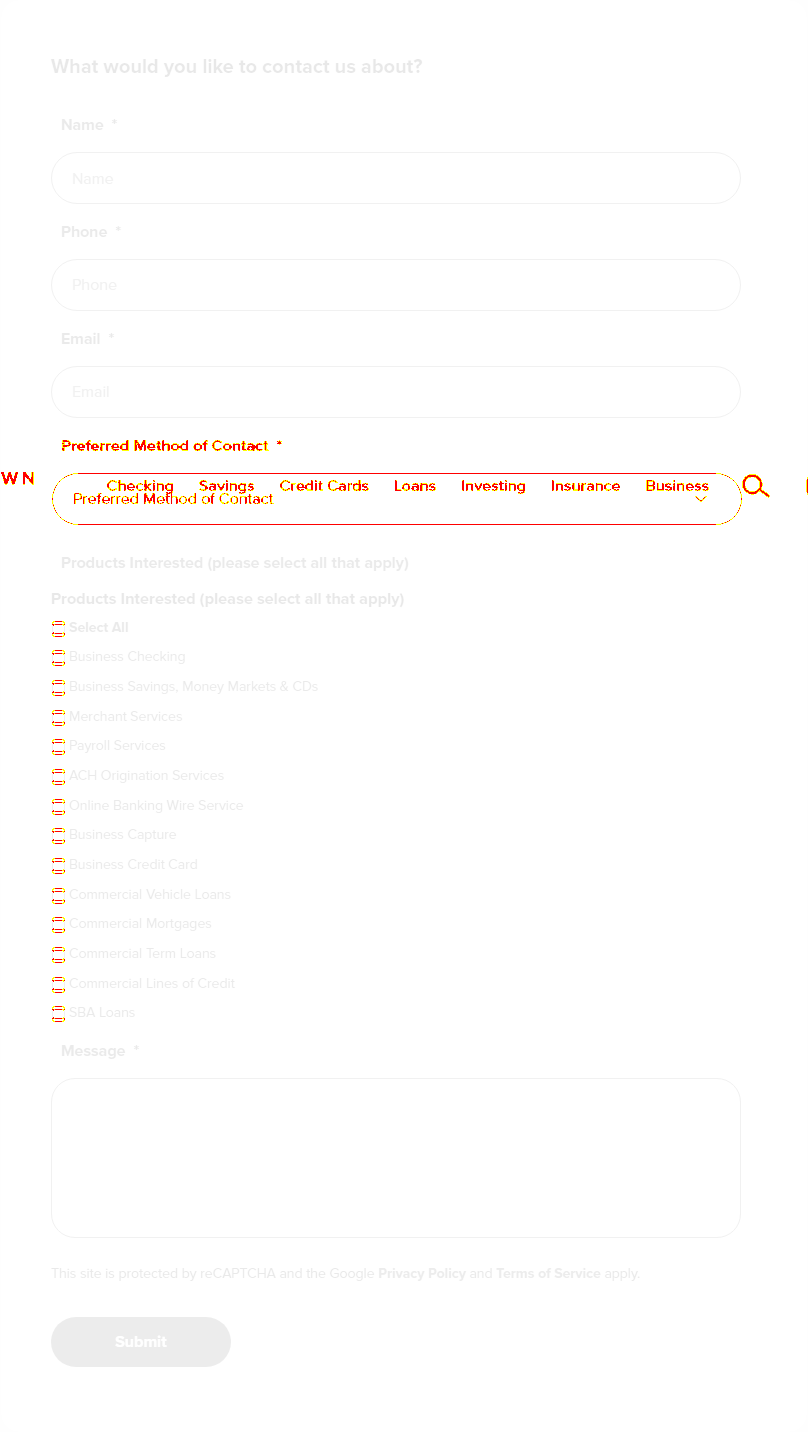 What would you like to contact us about?
Name *
Name
Phone *
Phone
Email *
Email
Preferred Method of Contact *
WN
Checking Savings Credit Cards Loans Investing Insurance Business
Preferred Method of Contact
Products Interested (please select all that apply)
Products Interested (please select all that apply)
Select All
Business Checking
Business Savings, Money Markets & CDs
Merchant Services
Payroll Services
ACH Origination Services
Online Banking Wire Service
Business Capture
Business Credit Card
Commercial Vehicle Loans
Commercial Mortgages
Commercial Term Loans
Commercial Lines of Credit
SBA Loans
Message *
This site is protected by reCAPTCHA and the Google Privacy Policy and Terms of Service apply.
Submit